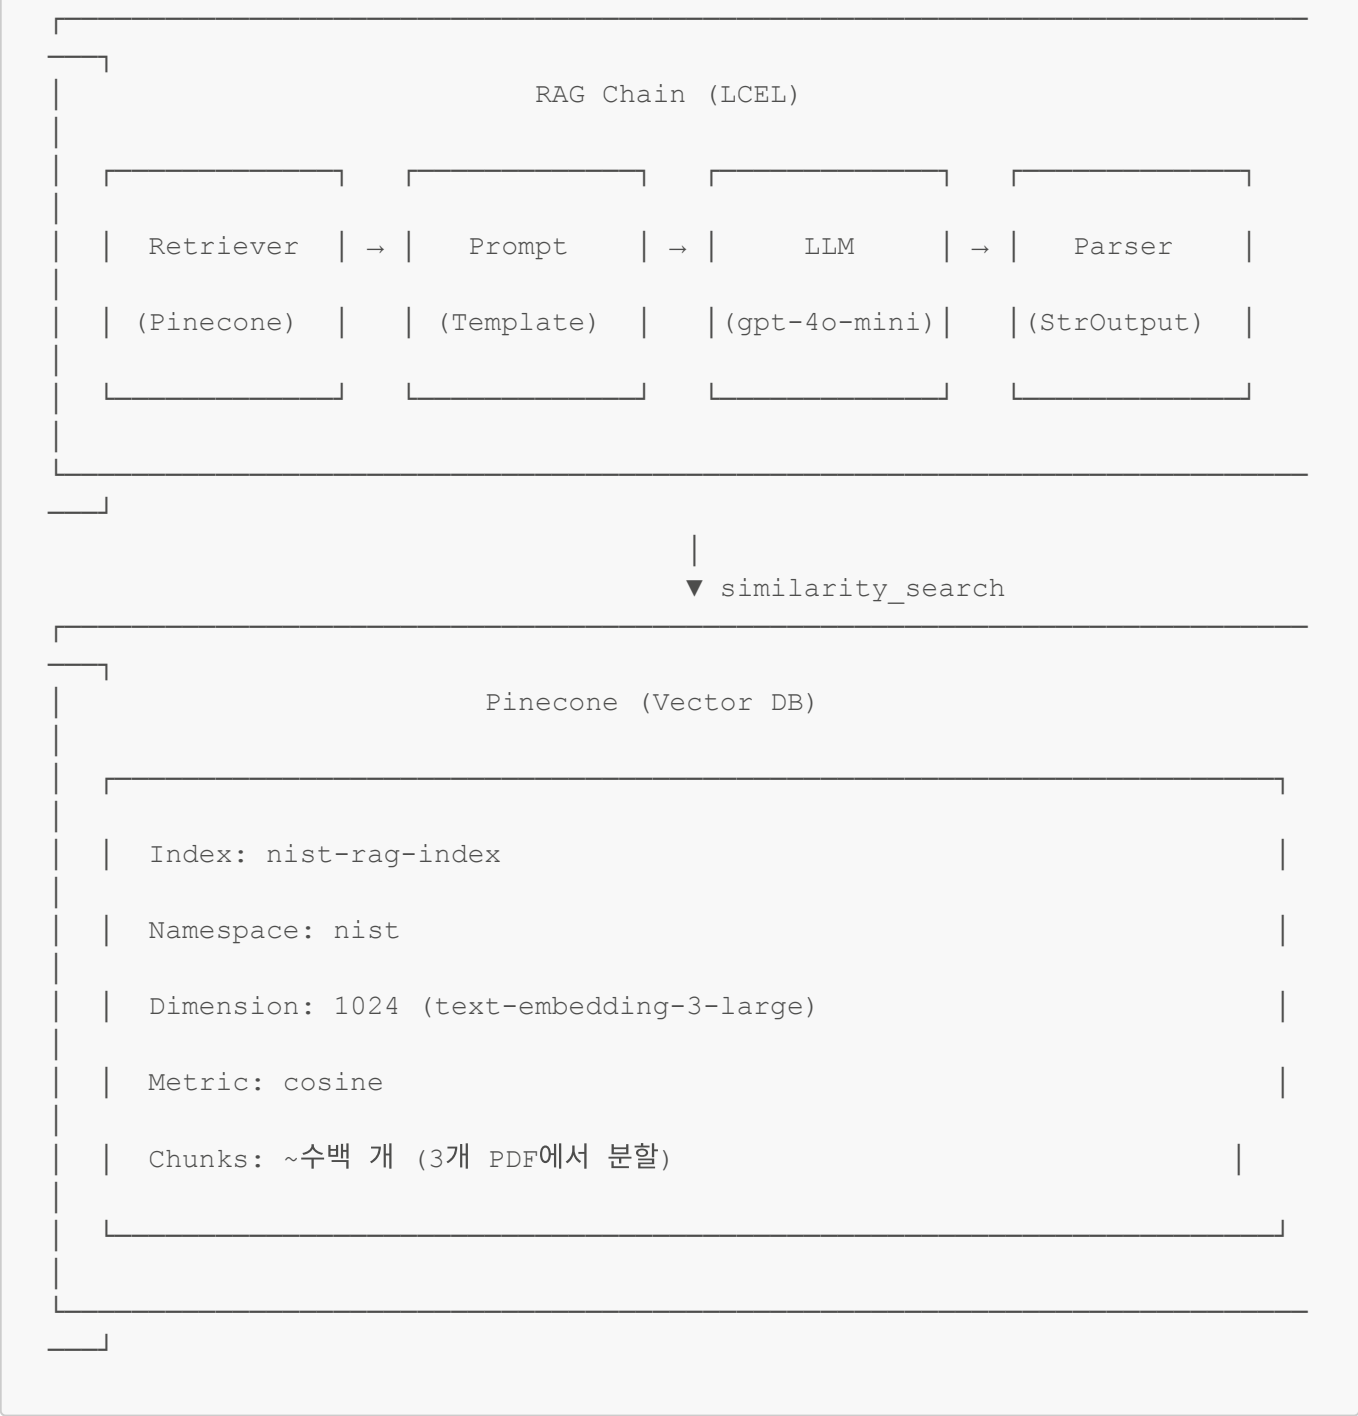 RAG Chain (LCEL)
Retriever → Prompt → LLM → Parser
(Pinecone) (Template) (gpt-4o-mini) (StrOutput)
▼ similarity_search
Pinecone (Vector DB)
Index: nist-rag-index
Namespace: nist
Dimension: 1024 (text-embedding-3-large)
Metric: cosine
Chunks: ~수백 개 (3개 PDF에서 분할)